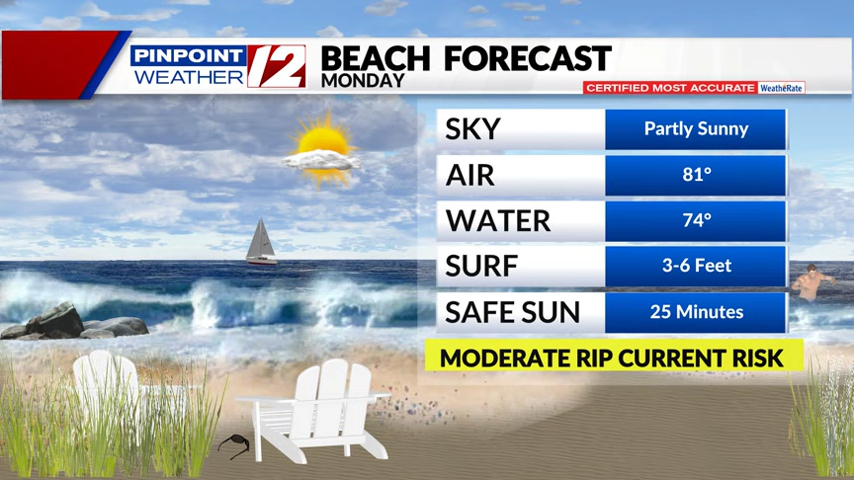 PINPOINT
WEATHER 12
BEACH FORECAST
MONDAY
CERTIFIED MOST ACCURATE WeatheRate
SKY Partly Sunny
AIR 81°
WATER 74°
SURF 3-6 Feet
SAFE SUN 25 Minutes
MODERATE RIP CURRENT RISK